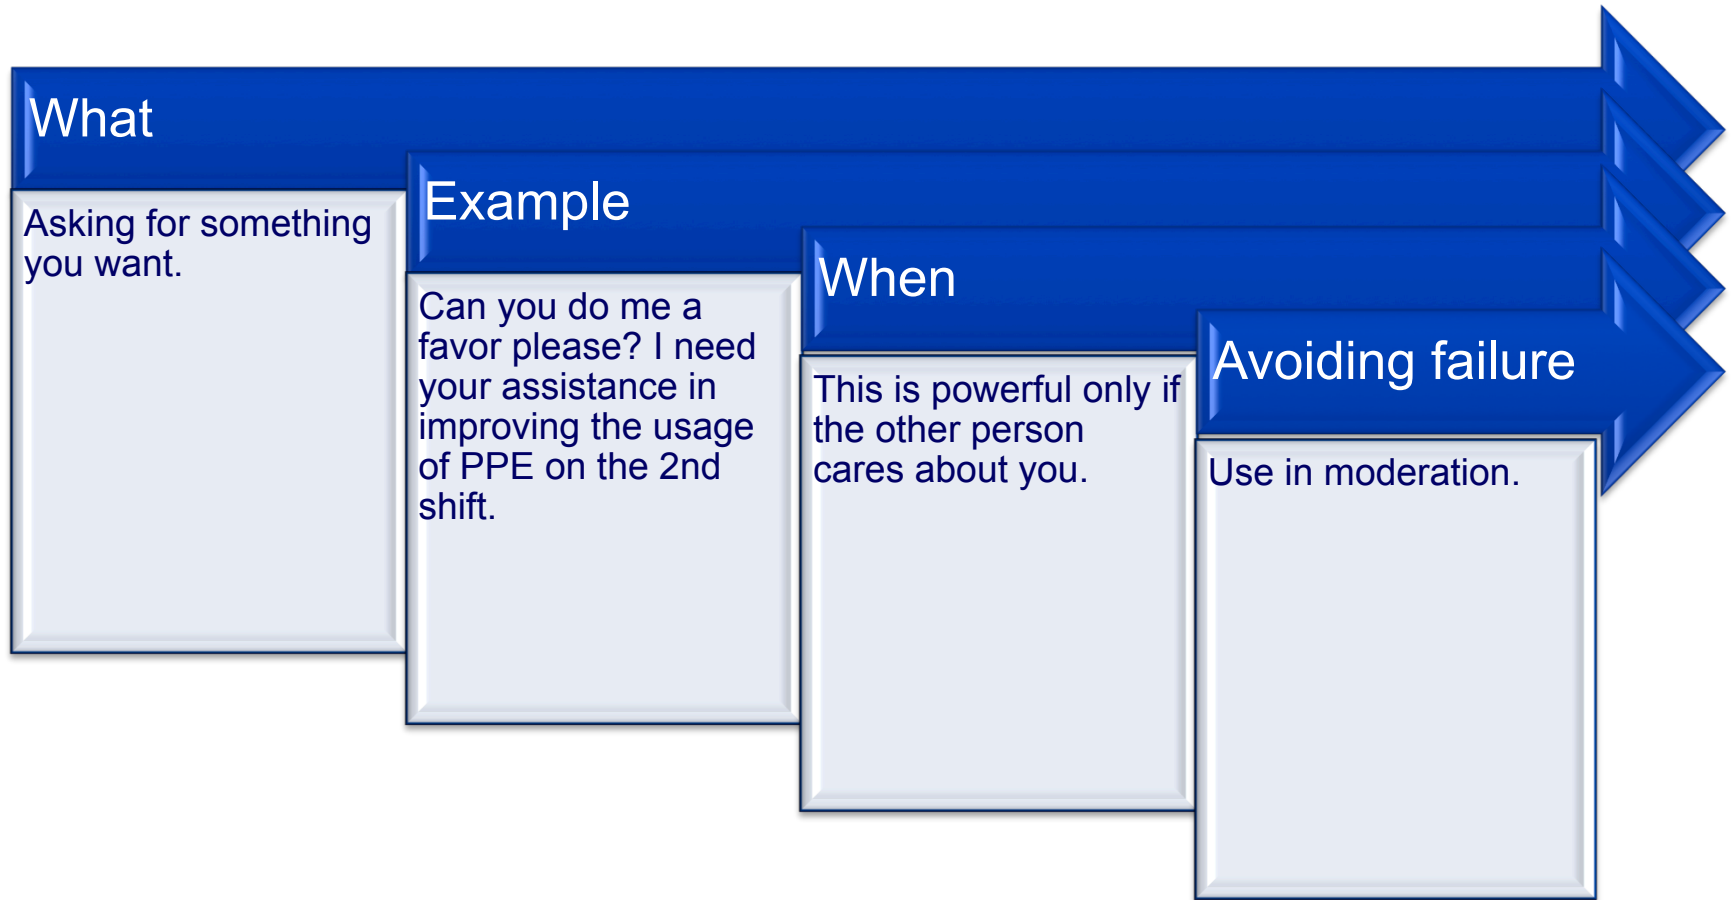 What
Asking for something
you want.
Example
Can you do me a
favor please? I need
your assistance in
improving the usage
of PPE on the 2nd
shift.
When
This is powerful only if
the other person
cares about you.
Avoiding failure
Use in moderation.